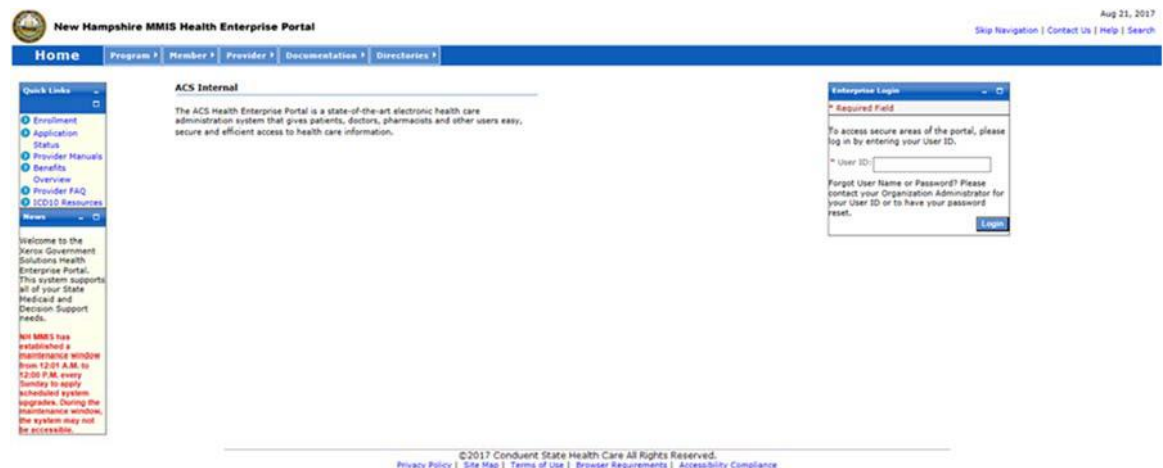 New Hampshire MMIS Health Enterprise Portal
Aug 21, 2017
Skip Navigation | Contact Us | Help | Search
Home
Program
Member
Provider
Documentation
Directories
Quick Links
Enrollment
Application
Status
Provider Manuals
Benefits
Overview
Provider FAQ
ICD10 Resources
News
Welcome to the
Xerox Government
Solutions Health
Enterprise Portal.
This system supports
all of your State
Medicaid and
Decision Support
needs.
NH MMIS has
established a
maintenance window
from 12:01 A.M. to
12:00 P.M. every
Sunday to apply
scheduled system
upgrades. During the
maintenance window,
the system may not
be accessible.
ACS Internal
The ACS Health Enterprise Portal is a state-of-the-art electronic health care
administration system that gives patients, doctors, pharmacists and other users easy,
secure and efficient access to health care information.
Enterprise Login
* Required Field
To access secure areas of the portal, please
log in by entering your User ID.
* User ID:
Forgot User Name or Password? Please
contact your Organization Administrator for
your User ID or to have your password
reset.
Login
©2017 Conduent State Health Care All Rights Reserved.
Privacy Policy | Site Map | Terms of Use | Browser Requirements | Accessibility Compliance